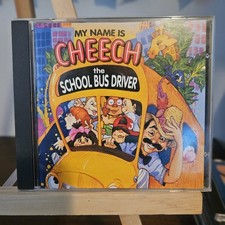 MY NAME IS
CHEECH
the
SCHOOL BUS DRIVER